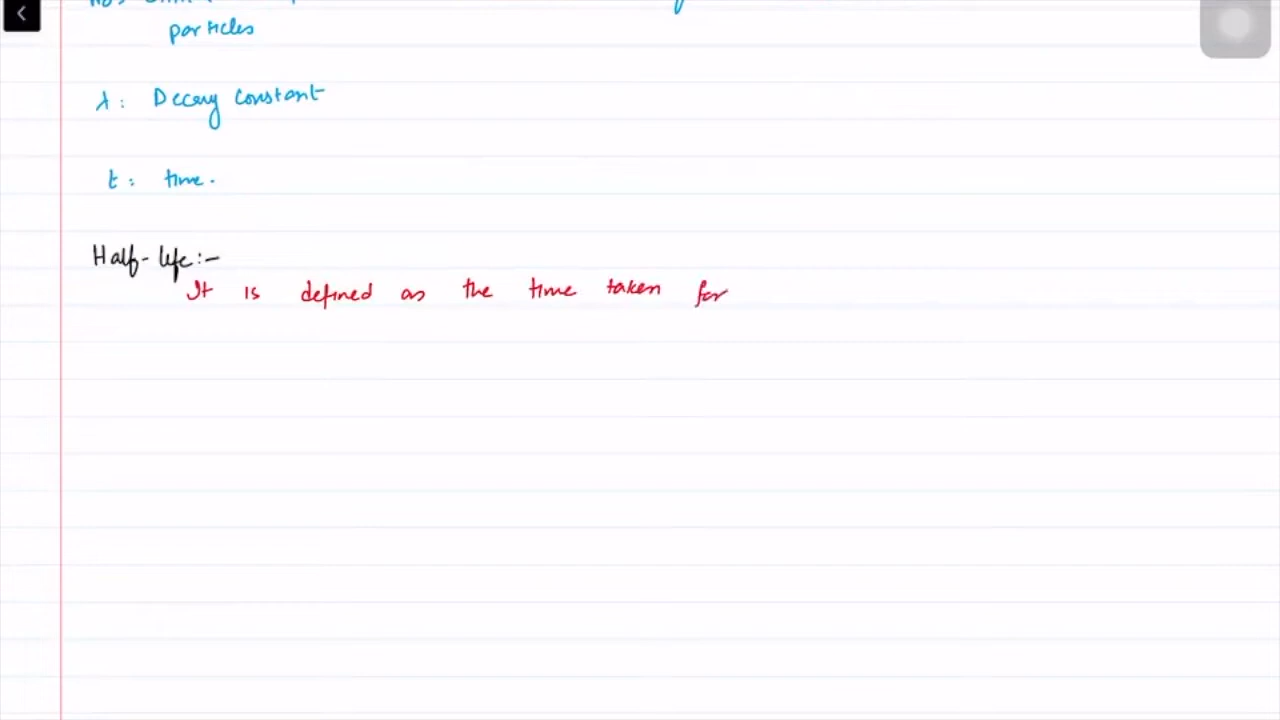 particles
λ: Decay Constant
t: time.
Half-life:-
It is defined as the time taken for